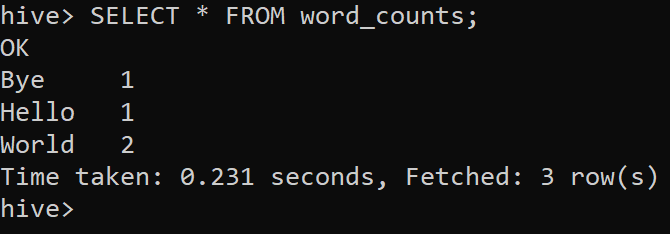 hive> SELECT * FROM word_counts;
OK
Bye     1
Hello   1
World   2
Time taken: 0.231 seconds, Fetched: 3 row(s)
hive>